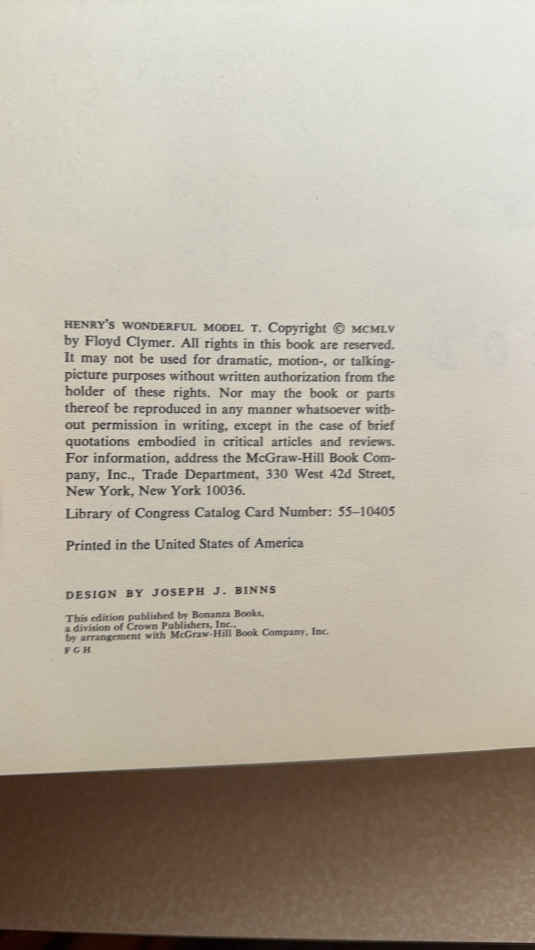 HENRY'S WONDERFUL MODEL T. Copyright © MCMLV
by Floyd Clymer. All rights in this book are reserved.
It may not be used for dramatic, motion-, or talking-
picture purposes without written authorization from the
holder of these rights. Nor may the book or parts
thereof be reproduced in any manner whatsoever with-
out permission in writing, except in the case of brief
quotations embodied in critical articles and reviews.
For information, address the McGraw-Hill Book Com-
pany, Inc., Trade Department, 330 West 42d Street,
New York, New York 10036.
Library of Congress Catalog Card Number: 55–10405
Printed in the United States of America
DESIGN BY JOSEPH J. BINNS
This edition published by Bonanza Books,
a division of Crown Publishers, Inc.,
by arrangement with McGraw-Hill Book Company, Inc.
F G H